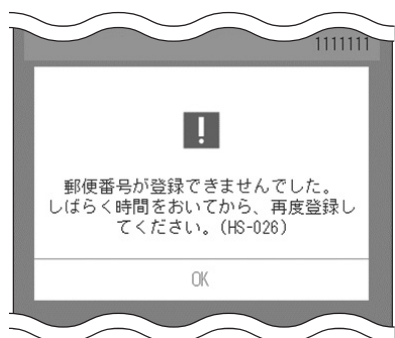 1111111
!
郵便番号が登録できませんでした。
しばらく時間をおいてから、再度登録し
てください。(HS-026)
OK